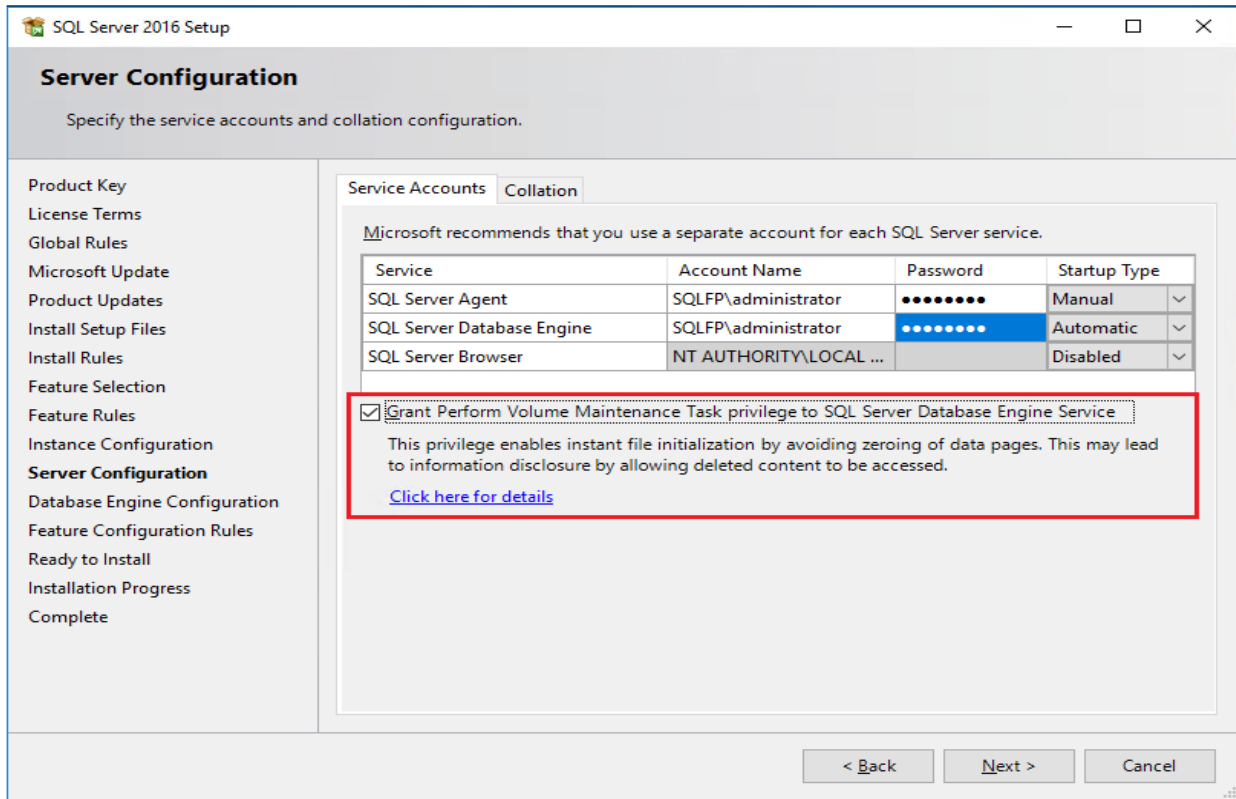 SQL Server 2016 Setup
Server Configuration
Specify the service accounts and collation configuration.
Product Key
License Terms
Global Rules
Microsoft Update
Product Updates
Install Setup Files
Install Rules
Feature Selection
Feature Rules
Instance Configuration
Server Configuration
Database Engine Configuration
Feature Configuration Rules
Ready to Install
Installation Progress
Complete
Service Accounts Collation
Microsoft recommends that you use a separate account for each SQL Server service.
Service Account Name Password Startup Type
SQL Server Agent SQLFP\administrator ●●●●●●●● Manual
SQL Server Database Engine SQLFP\administrator ●●●●●●●● Automatic
SQL Server Browser NT AUTHORITY\LOCAL ... Disabled
Grant Perform Volume Maintenance Task privilege to SQL Server Database Engine Service
This privilege enables instant file initialization by avoiding zeroing of data pages. This may lead
to information disclosure by allowing deleted content to be accessed.
Click here for details
< Back Next > Cancel